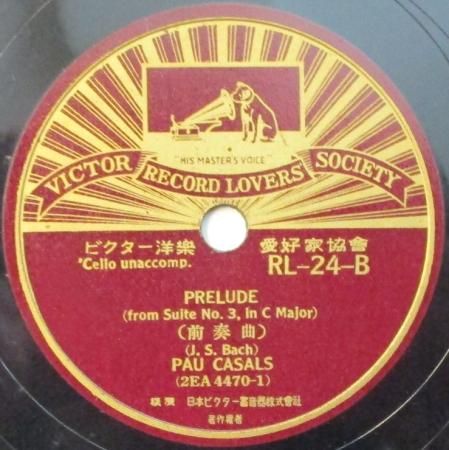 "HIS MASTER'S VOICE"
VICTOR RECORD LOVERS' SOCIETY
ビクター洋樂 愛好家協會
'Cello unaccomp. RL-24-B
PRELUDE
(from Suite No. 3, in C Major)
(前奏曲)
(J. S. Bach)
PAU CASALS
(2EA 4470-1)
日本ビクター蓄音器株式會社